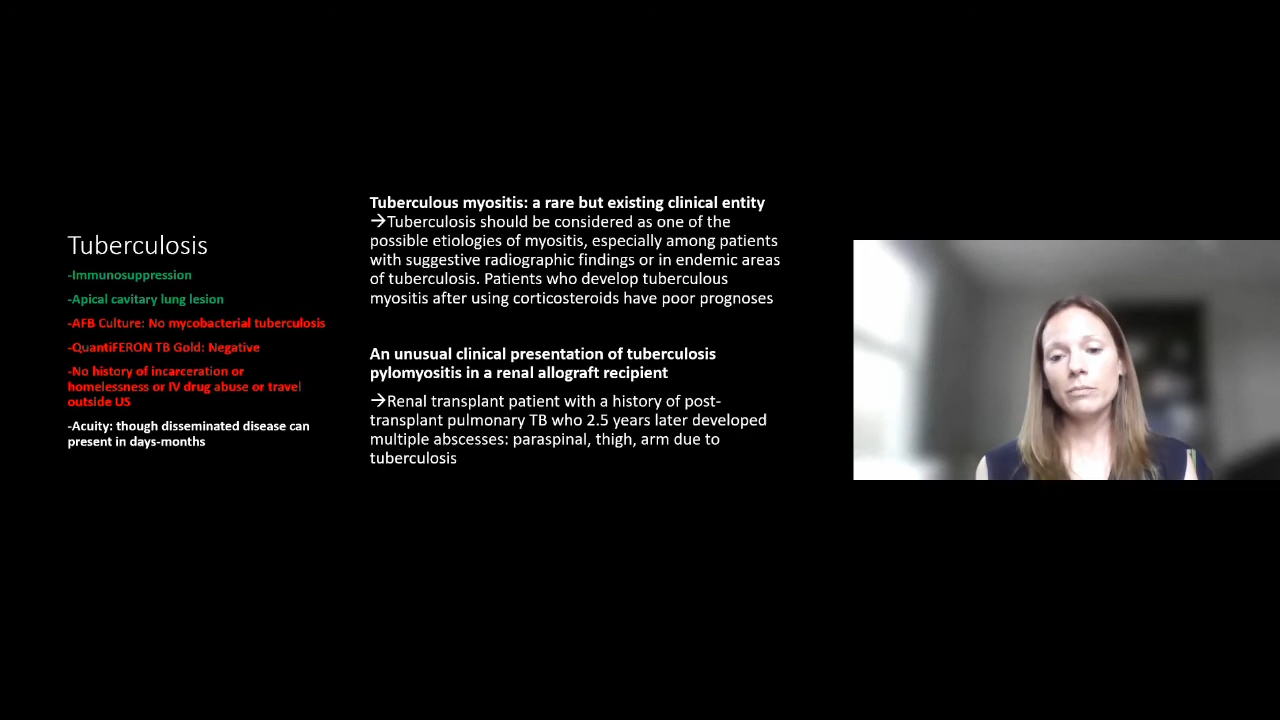 Tuberculosis
-Immunosuppression
-Apical cavitary lung lesion
-AFB Culture: No mycobacterial tuberculosis
-QuantiFERON TB Gold: Negative
-No history of incarceration or
homelessness or IV drug abuse or travel
outside US
-Acuity: though disseminated disease can
present in days-months
Tuberculous myositis: a rare but existing clinical entity
→Tuberculosis should be considered as one of the
possible etiologies of myositis, especially among patients
with suggestive radiographic findings or in endemic areas
of tuberculosis. Patients who develop tuberculous
myositis after using corticosteroids have poor prognoses
An unusual clinical presentation of tuberculosis
pylomyositis in a renal allograft recipient
→Renal transplant patient with a history of post-
transplant pulmonary TB who 2.5 years later developed
multiple abscesses: paraspinal, thigh, arm due to
tuberculosis